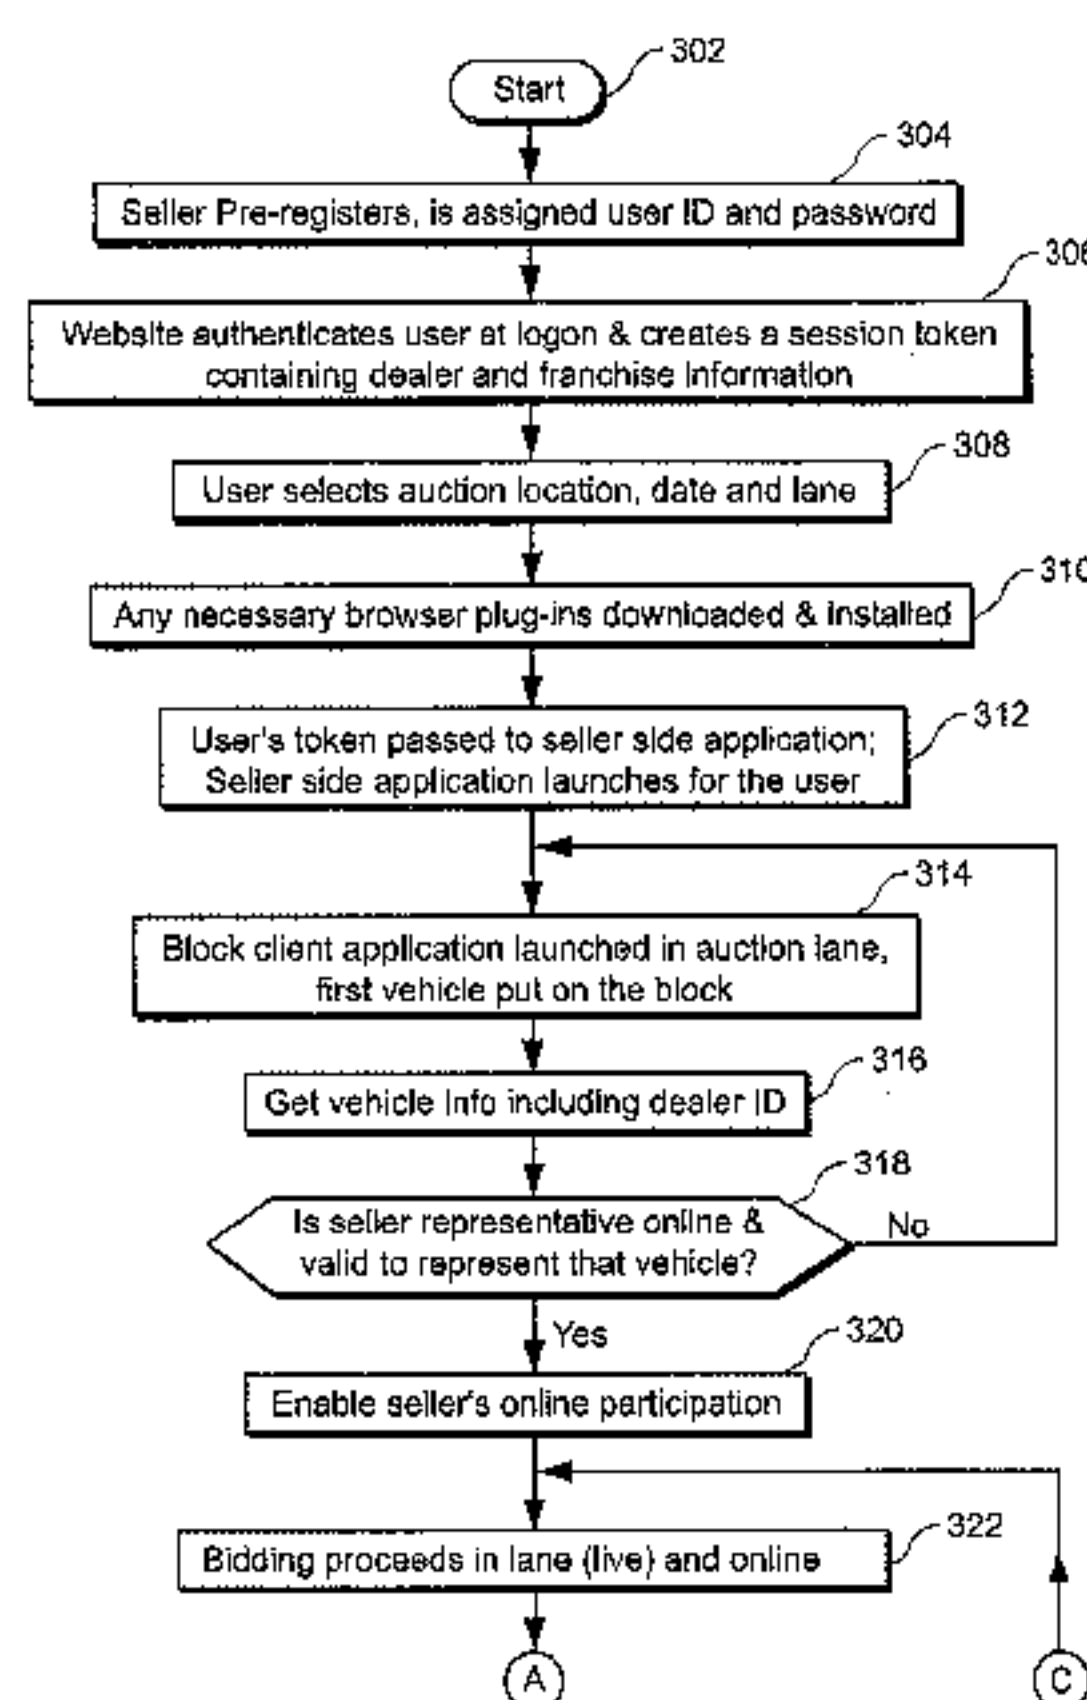 302
Start
304
Seller Pre-registers, is assigned user ID and password
306
Website authenticates user at logon & creates a session token
containing dealer and franchise information
308
User selects auction location, date and lane
310
Any necessary browser plug-ins downloaded & installed
312
User's token passed to seller side application;
Seller side application launches for the user
314
Block client application launched in auction lane,
first vehicle put on the block
316
Get vehicle info including dealer ID
318
Is seller representative online &
valid to represent that vehicle?
No
Yes
320
Enable seller's online participation
322
Bidding proceeds in lane (live) and online
A
C